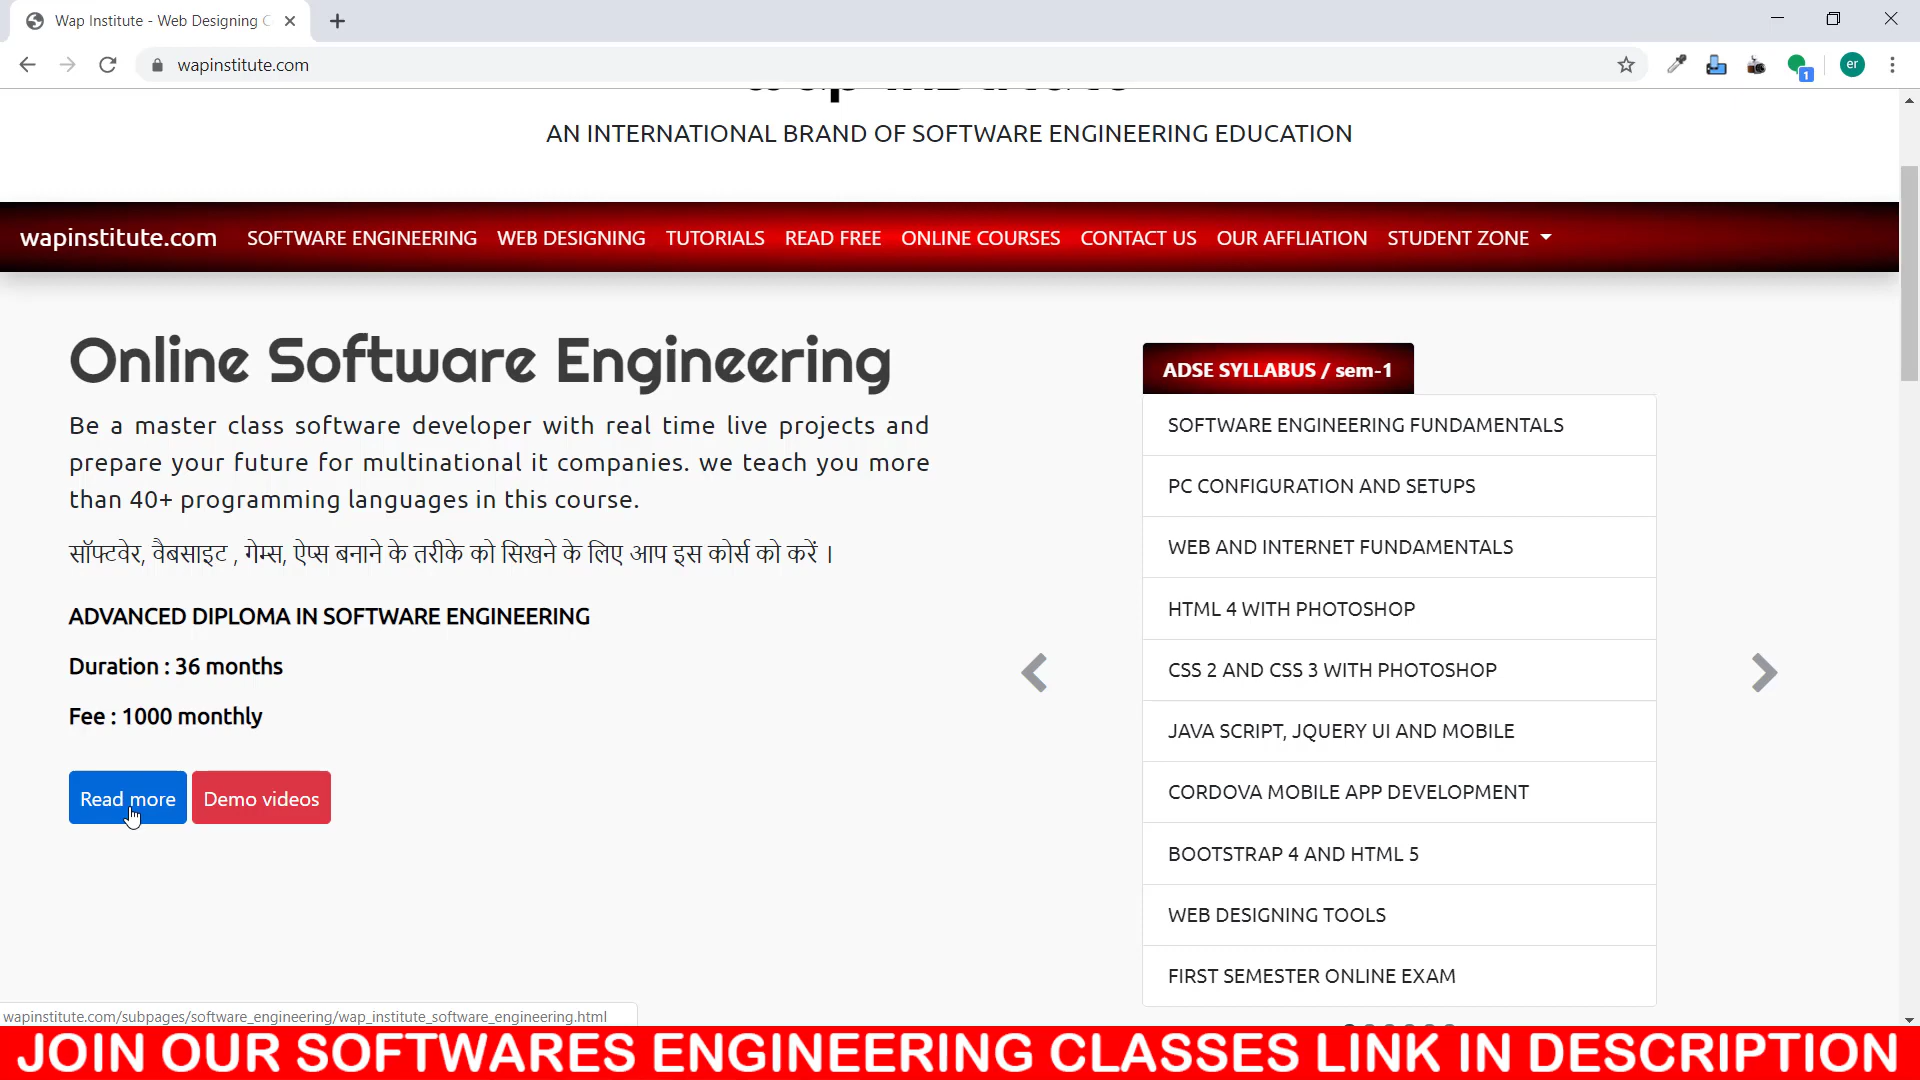 Wap Institute - Web Designing C
wapinstitute.com
er
1
wap institute
AN INTERNATIONAL BRAND OF SOFTWARE ENGINEERING EDUCATION
wapinstitute.com SOFTWARE ENGINEERING WEB DESIGNING TUTORIALS READ FREE ONLINE COURSES CONTACT US OUR AFFLIATION STUDENT ZONE
Online Software Engineering
Be a master class software developer with real time live projects and
prepare your future for multinational it companies. we teach you more
than 40+ programming languages in this course.
सॉफ्टवेर, वैबसाइट , गेम्स, ऐप्स बनाने के तरीके को सिखने के लिए आप इस कोर्स को करें ।
ADVANCED DIPLOMA IN SOFTWARE ENGINEERING
Duration : 36 months
Fee : 1000 monthly
Read more Demo videos
ADSE SYLLABUS / sem-1
SOFTWARE ENGINEERING FUNDAMENTALS
PC CONFIGURATION AND SETUPS
WEB AND INTERNET FUNDAMENTALS
HTML 4 WITH PHOTOSHOP
CSS 2 AND CSS 3 WITH PHOTOSHOP
JAVA SCRIPT, JQUERY UI AND MOBILE
CORDOVA MOBILE APP DEVELOPMENT
BOOTSTRAP 4 AND HTML 5
WEB DESIGNING TOOLS
FIRST SEMESTER ONLINE EXAM
wapinstitute.com/subpages/software_engineering/wap_institute_software_engineering.html
JOIN OUR SOFTWARES ENGINEERING CLASSES LINK IN DESCRIPTION